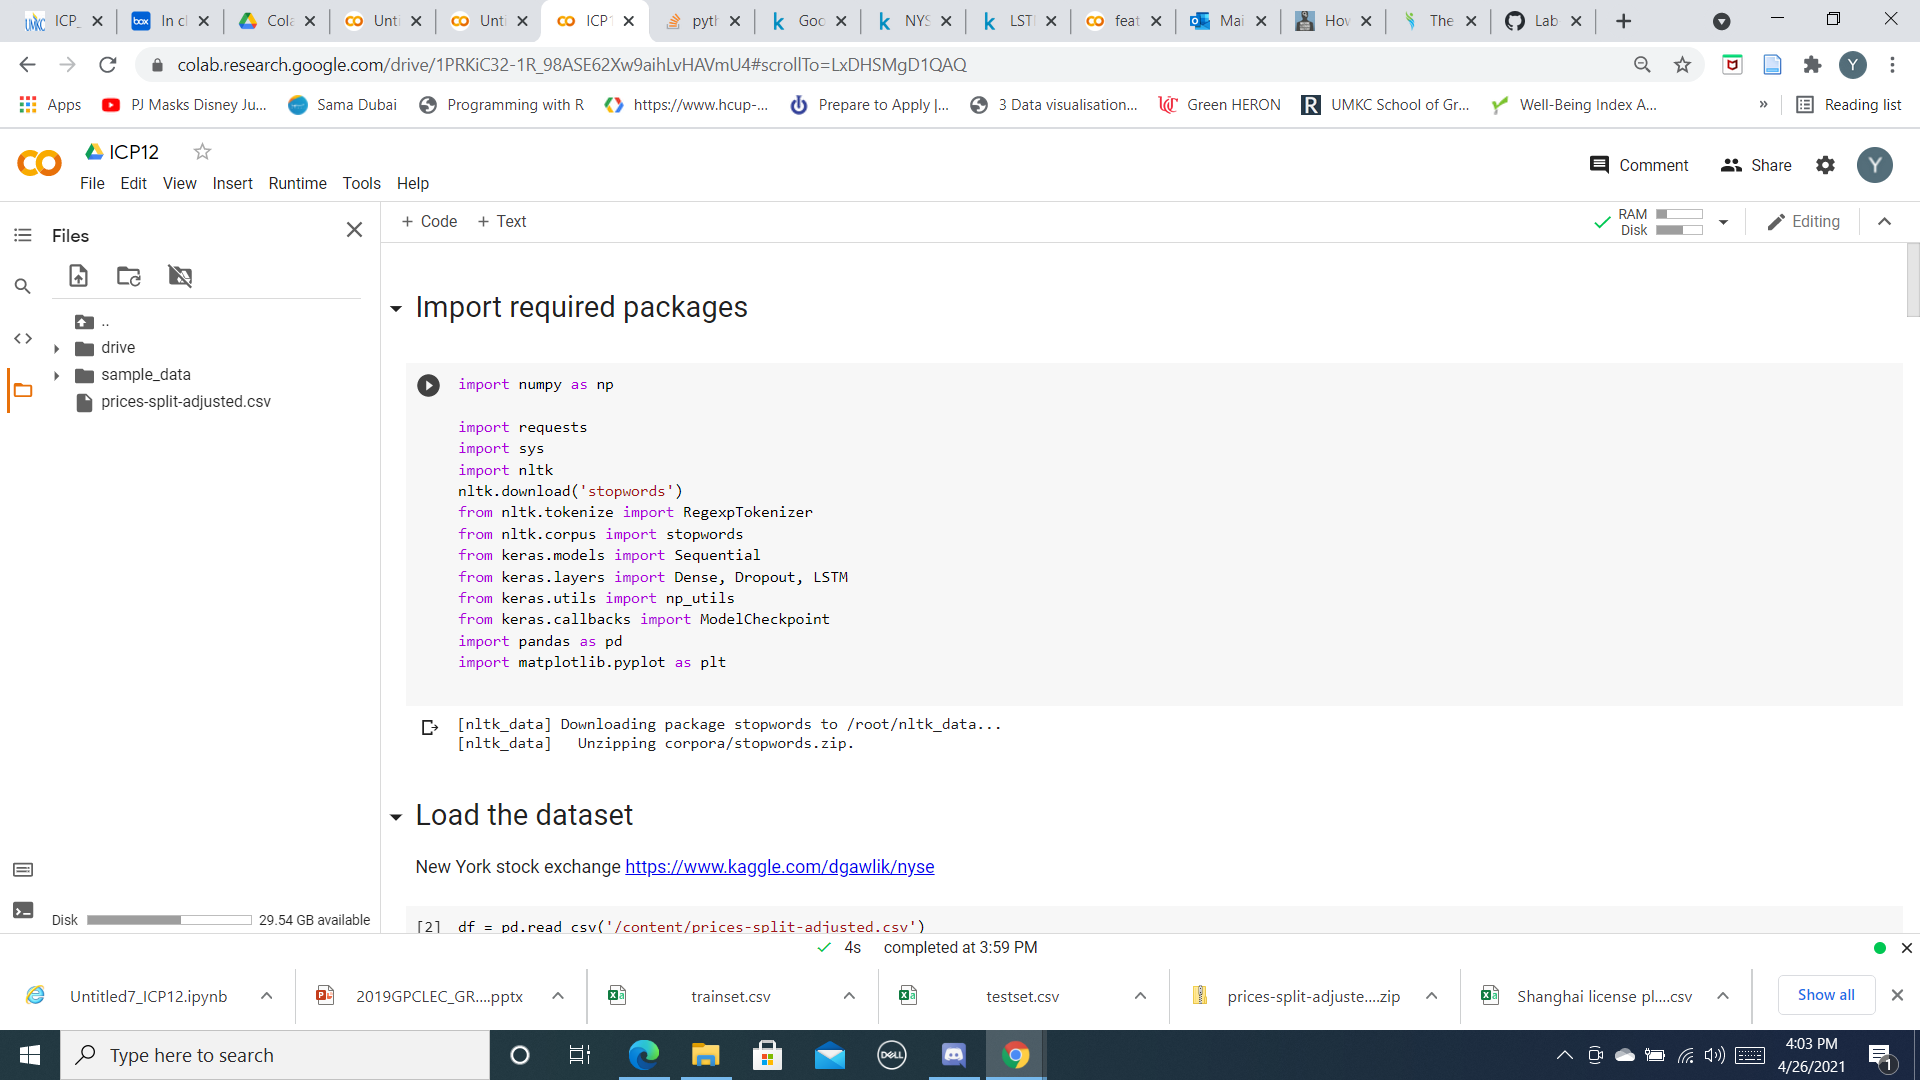 ICP_
In cl
Cola
Unti
Unti
ICP1
pyth
Goo
NYS
LST
feat
Mai
How
The
Lab
colab.research.google.com/drive/1PRKiC32-1R_98ASE62Xw9aihLvHAVmU4#scrollTo=LxDHSMgD1QAQ
Y
Apps
PJ Masks Disney Ju...
Sama Dubai
Programming with R
https://www.hcup-...
Prepare to Apply |...
3 Data visualisation...
Green HERON
UMKC School of Gr...
Well-Being Index A...
»
Reading list
ICP12
File Edit View Insert Runtime Tools Help
Comment
Share
Y
Files
+ Code + Text
RAM
Disk
Editing
..
drive
sample_data
prices-split-adjusted.csv
Import required packages
import numpy as np
import requests
import sys
import nltk
nltk.download('stopwords')
from nltk.tokenize import RegexpTokenizer
from nltk.corpus import stopwords
from keras.models import Sequential
from keras.layers import Dense, Dropout, LSTM
from keras.utils import np_utils
from keras.callbacks import ModelCheckpoint
import pandas as pd
import matplotlib.pyplot as plt
[nltk_data] Downloading package stopwords to /root/nltk_data...
[nltk_data]   Unzipping corpora/stopwords.zip.
Load the dataset
New York stock exchange https://www.kaggle.com/dgawlik/nyse
[2] df = pd.read_csv('/content/prices-split-adjusted.csv')
Disk
29.54 GB available
4s completed at 3:59 PM
Untitled7_ICP12.ipynb
2019GPCLEC_GR....pptx
trainset.csv
testset.csv
prices-split-adjuste....zip
Shanghai license pl....csv
Show all
Type here to search
DELL
4:03 PM
4/26/2021
1